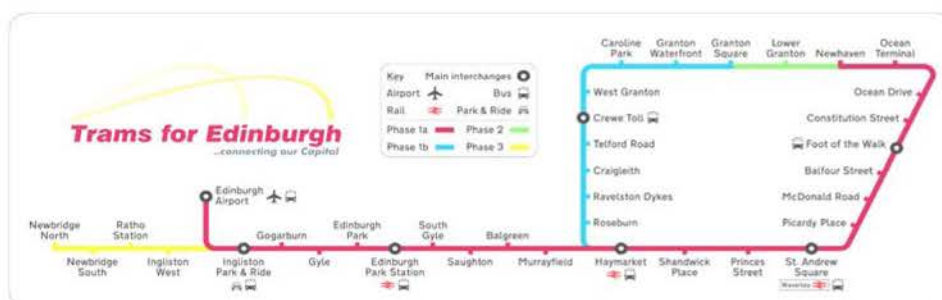 Trams for Edinburgh
...connecting our Capital
Key Main interchanges
Airport Bus
Rail Park & Ride
Phase 1a Phase 2
Phase 1b Phase 3
Caroline
Park
Granton
Waterfront
Granton
Square
Lower
Granton
Newhaven
Ocean
Terminal
West Granton
Crewe Toll
Telford Road
Craigleith
Ravelston Dykes
Roseburn
Ocean Drive
Constitution Street
Foot of the Walk
Balfour Street
McDonald Road
Picardy Place
Edinburgh
Airport
Newbridge
North
Ratho
Station
Newbridge
South
Ingliston
West
Ingliston
Park & Ride
Gogarburn
Gyle
Edinburgh
Park
Edinburgh
Park Station
South
Gyle
Saughton
Balgreen
Murrayfield
Haymarket
Shandwick
Place
Princes
Street
St. Andrew
Square
Waverley